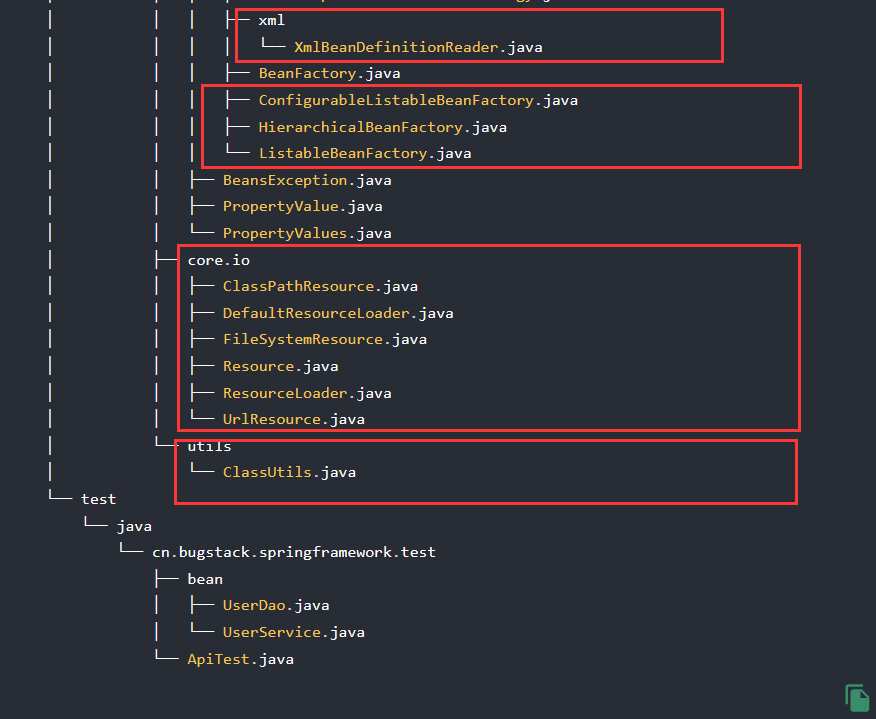 xml
XmlBeanDefinitionReader.java
BeanFactory.java
ConfigurableListableBeanFactory.java
HierarchicalBeanFactory.java
ListableBeanFactory.java
BeansException.java
PropertyValue.java
PropertyValues.java
core.io
ClassPathResource.java
DefaultResourceLoader.java
FileSystemResource.java
Resource.java
ResourceLoader.java
UrlResource.java
utils
ClassUtils.java
test
java
cn.bugstack.springframework.test
bean
UserDao.java
UserService.java
ApiTest.java